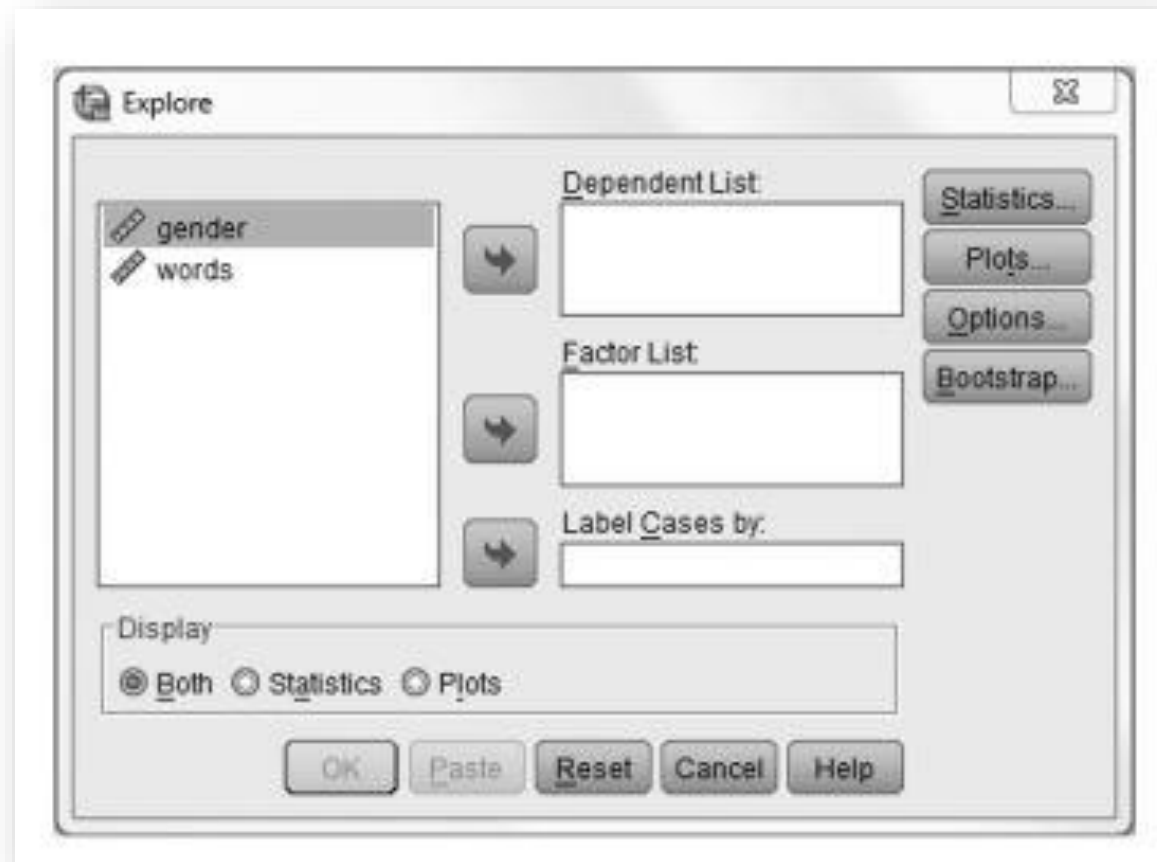 Explore
gender
words
Dependent List:
Factor List:
Label Cases by:
Statistics...
Plots...
Options...
Bootstrap...
Display
Both Statistics Plots
OK Paste Reset Cancel Help